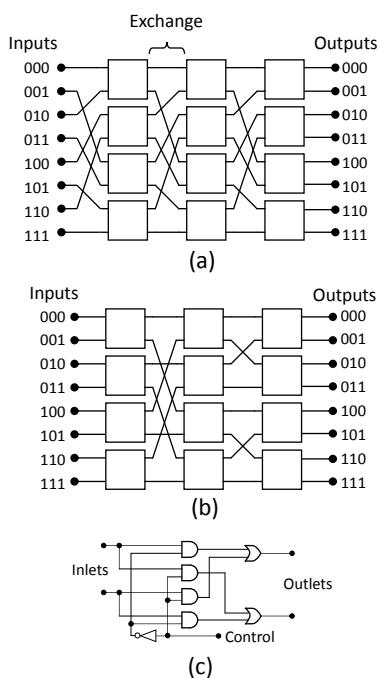 Exchange
Inputs
Outputs
000
000
001
001
010
010
011
011
100
100
101
101
110
110
111
111
(a)
Inputs
Outputs
000
000
001
001
010
010
011
011
100
100
101
101
110
110
111
111
(b)
Inlets
Outlets
Control
(c)